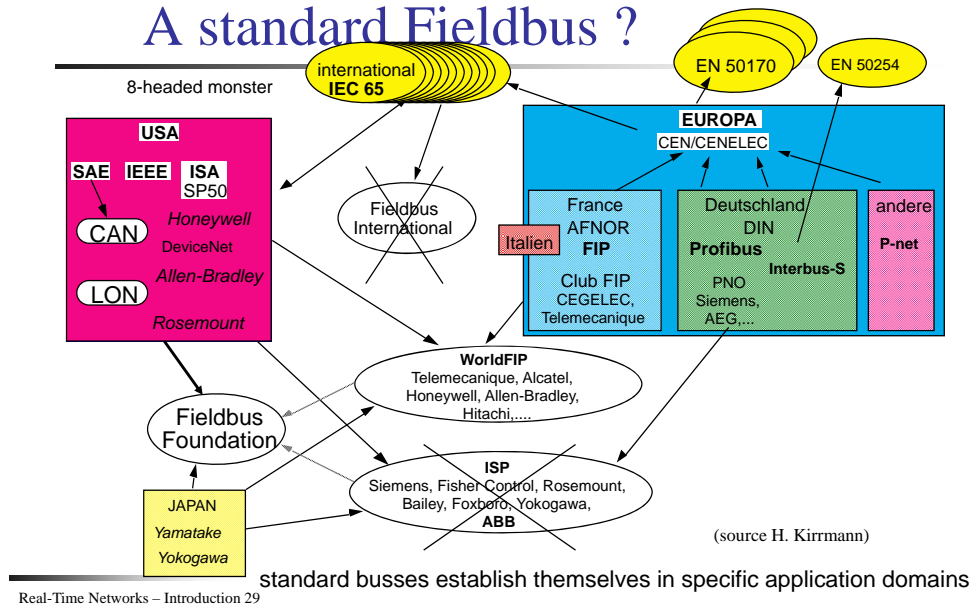 A standard Fieldbus ?
8-headed monster
international
IEC 65
EN 50170
EN 50254
USA
SAE IEEE ISA
SP50
CAN
Honeywell
DeviceNet
Allen-Bradley
LON
Rosemount
Fieldbus
International
EUROPA
CEN/CENELEC
Italien
France
AFNOR
FIP
Club FIP
CEGELEC,
Telemecanique
Deutschland
DIN
Profibus
Interbus-S
PNO
Siemens,
AEG,...
andere
P-net
WorldFIP
Telemecanique, Alcatel,
Honeywell, Allen-Bradley,
Hitachi,....
Fieldbus
Foundation
ISP
Siemens, Fisher Control, Rosemount,
Bailey, Foxboro, Yokogawa,
ABB
JAPAN
Yamatake
Yokogawa
(source H. Kirrmann)
standard busses establish themselves in specific application domains
Real-Time Networks – Introduction 29